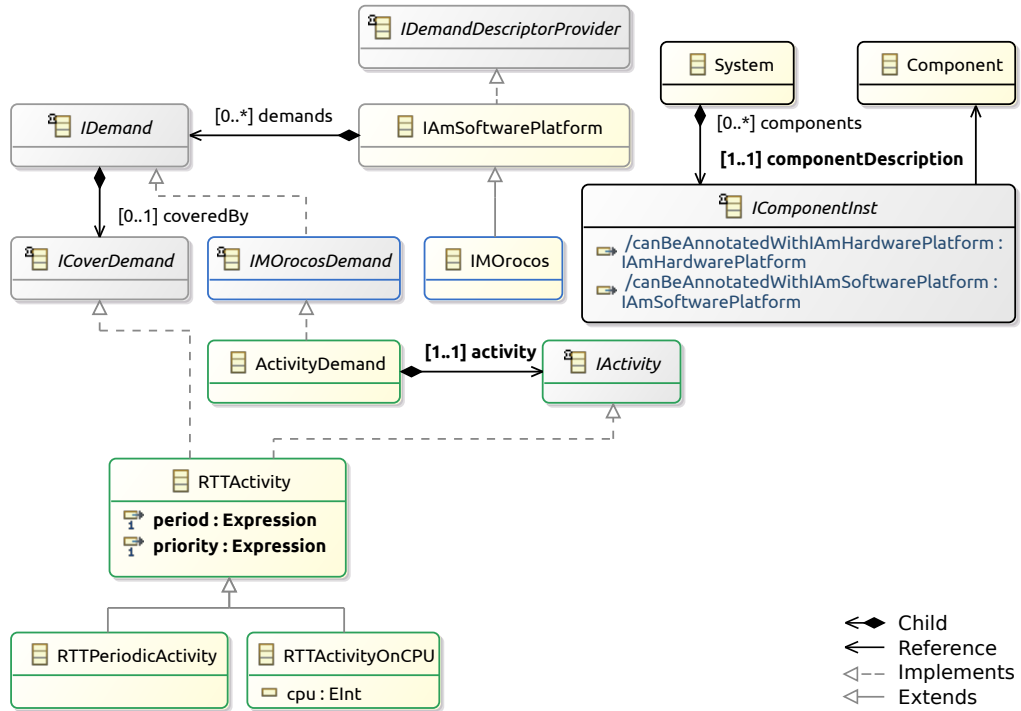 IDemandDescriptorProvider
System
Component
IDemand
[0..*] demands
IAmSoftwarePlatform
[0..*] components
[1..1] componentDescription
[0..1] coveredBy
IComponentInst
/canBeAnnotatedWithIAmHardwarePlatform :
IAmHardwarePlatform
/canBeAnnotatedWithIAmSoftwarePlatform :
IAmSoftwarePlatform
ICoverDemand
IMOrocosDemand
IMOrocos
ActivityDemand
[1..1] activity
IActivity
RTTActivity
1 period : Expression
1 priority : Expression
RTTPeriodicActivity
RTTActivityOnCPU
cpu : EInt
Child
Reference
Implements
Extends